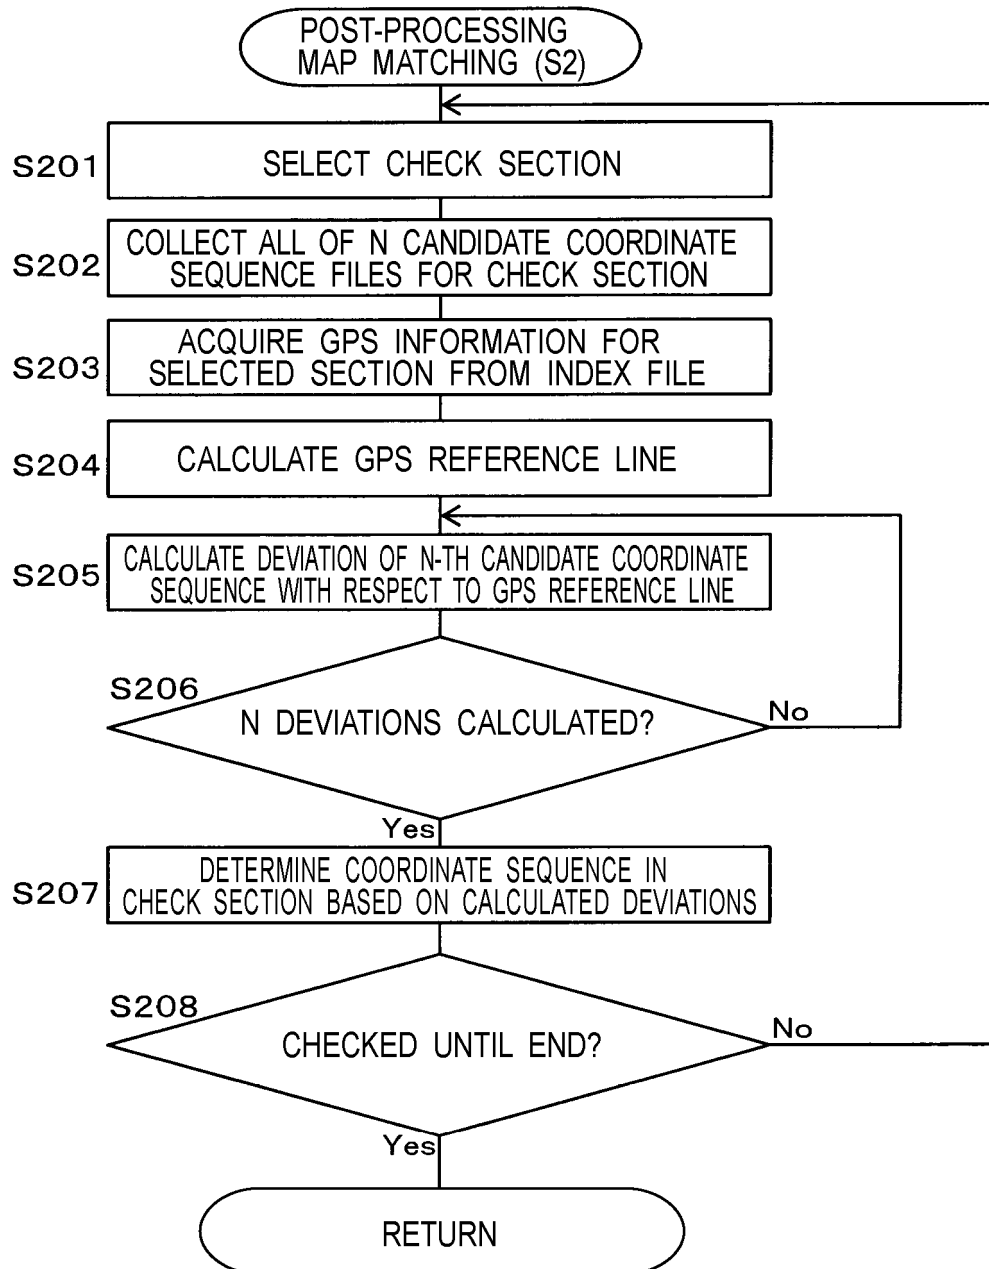 POST-PROCESSING
MAP MATCHING (S2)
S201
SELECT CHECK SECTION
S202
COLLECT ALL OF N CANDIDATE COORDINATE
SEQUENCE FILES FOR CHECK SECTION
S203
ACQUIRE GPS INFORMATION FOR
SELECTED SECTION FROM INDEX FILE
S204
CALCULATE GPS REFERENCE LINE
S205
CALCULATE DEVIATION OF N-TH CANDIDATE COORDINATE
SEQUENCE WITH RESPECT TO GPS REFERENCE LINE
S206
N DEVIATIONS CALCULATED?
No
Yes
S207
DETERMINE COORDINATE SEQUENCE IN
CHECK SECTION BASED ON CALCULATED DEVIATIONS
S208
CHECKED UNTIL END?
No
Yes
RETURN